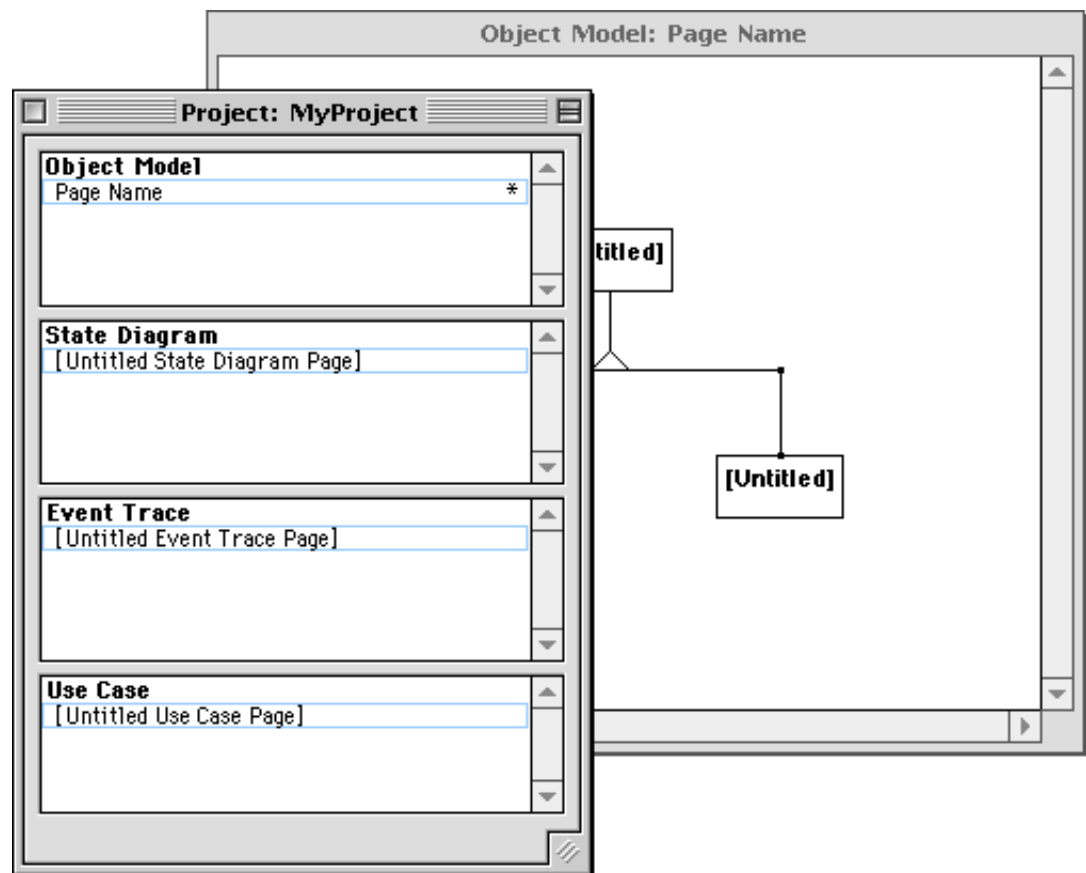 Object Model: Page Name
Project: MyProject
Object Model
Page Name *
State Diagram
[Untitled State Diagram Page]
Event Trace
[Untitled Event Trace Page]
Use Case
[Untitled Use Case Page]
titled]
[Untitled]